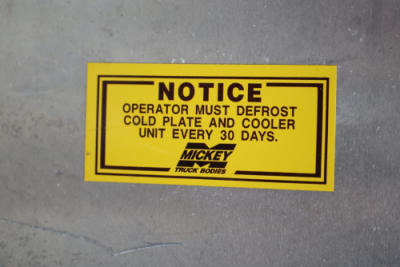 NOTICE
OPERATOR MUST DEFROST
COLD PLATE AND COOLER
UNIT EVERY 30 DAYS.
MICKEY
TRUCK BODIES